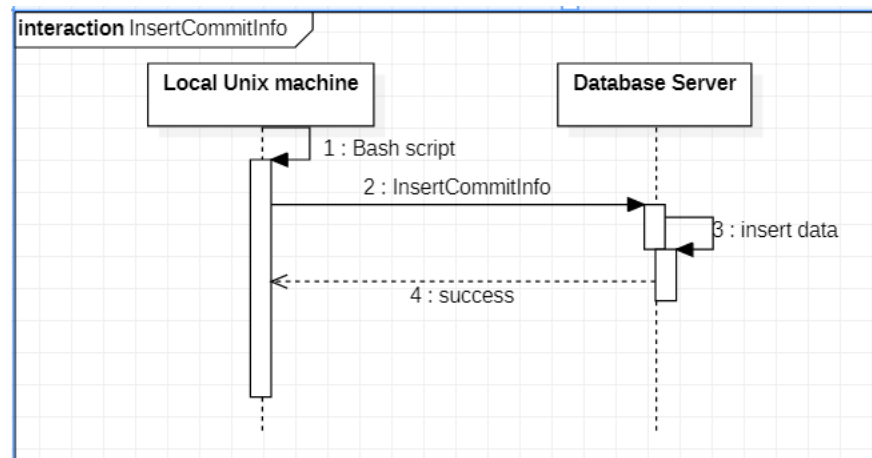 interaction InsertCommitInfo
Local Unix machine
Database Server
1 : Bash script
2 : InsertCommitInfo
3 : insert data
4 : success